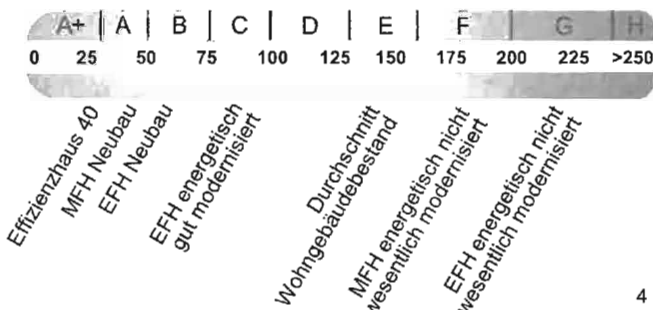 A+ | A | B | C | D | E | F | G | H
0 25 50 75 100 125 150 175 200 225 >250
Effizienzhaus 40
MFH Neubau
EFH Neubau
EFH energetisch
gut modernisiert
Durchschnitt
Wohngebäudebestand
MFH energetisch nicht
wesentlich modernisiert
EFH energetisch nicht
wesentlich modernisiert
4